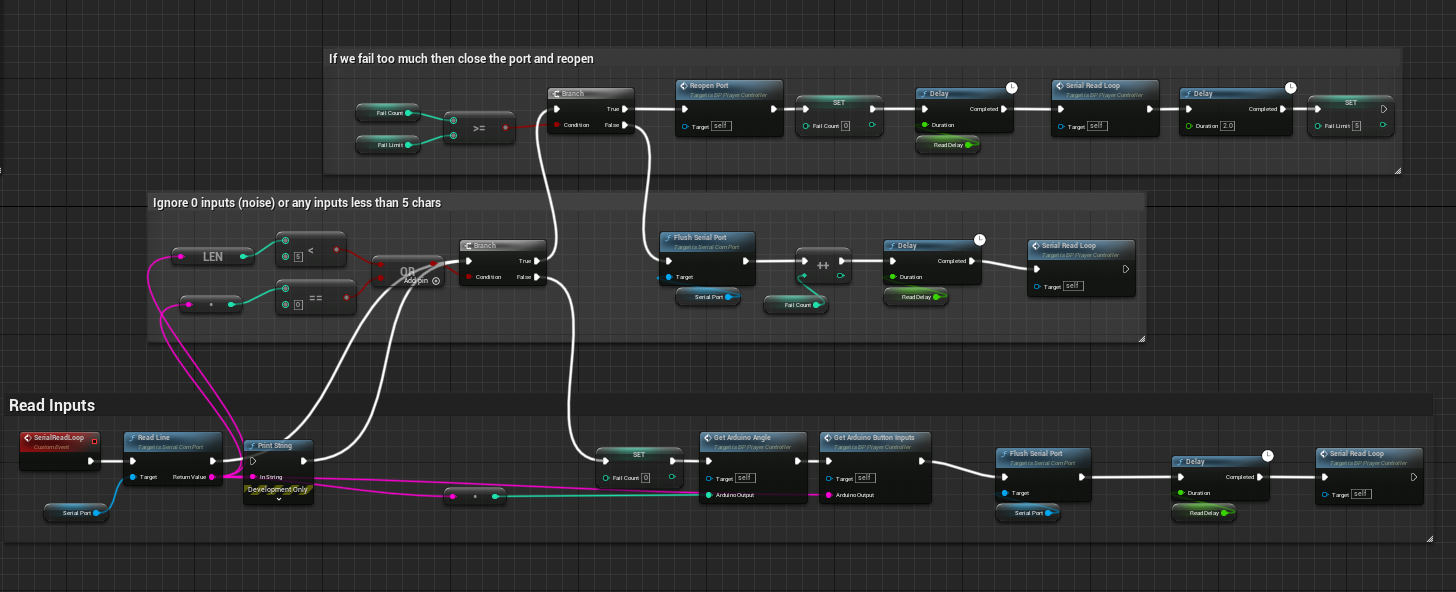 If we fail too much then close the port and reopen
Fail Count
Fail Limit
>=
Branch
True
Condition
False
Reopen Port
Target is BP Player Controller
Target self
SET
Fail Count 0
Delay
Completed
Duration
ReadDelay
Serial Read Loop
Target is BP Player Controller
Target self
Delay
Completed
Duration 2.0
SET
Fail Limit 5
Ignore 0 inputs (noise) or any inputs less than 5 chars
LEN
<
5
==
0
OR
Add pin
Branch
True
Condition
False
Flush Serial Port
Target is Serial Com Port
Target
Serial Port
++
Fail Count
Delay
Completed
Duration
ReadDelay
Serial Read Loop
Target is BP Player Controller
Target self
Read Inputs
SerialReadLoop
Custom Event
Serial Port
Read Line
Target is Serial Com Port
Target
Return Value
Print String
In String
Development Only
SET
Fail Count 0
Get Arduino Angle
Target is BP Player Controller
Target self
Arduino Output
Get Arduino Button Inputs
Target is BP Player Controller
Target self
Arduino Output
Flush Serial Port
Target is Serial Com Port
Target
Serial Port
Delay
Completed
Duration
ReadDelay
Serial Read Loop
Target is BP Player Controller
Target self